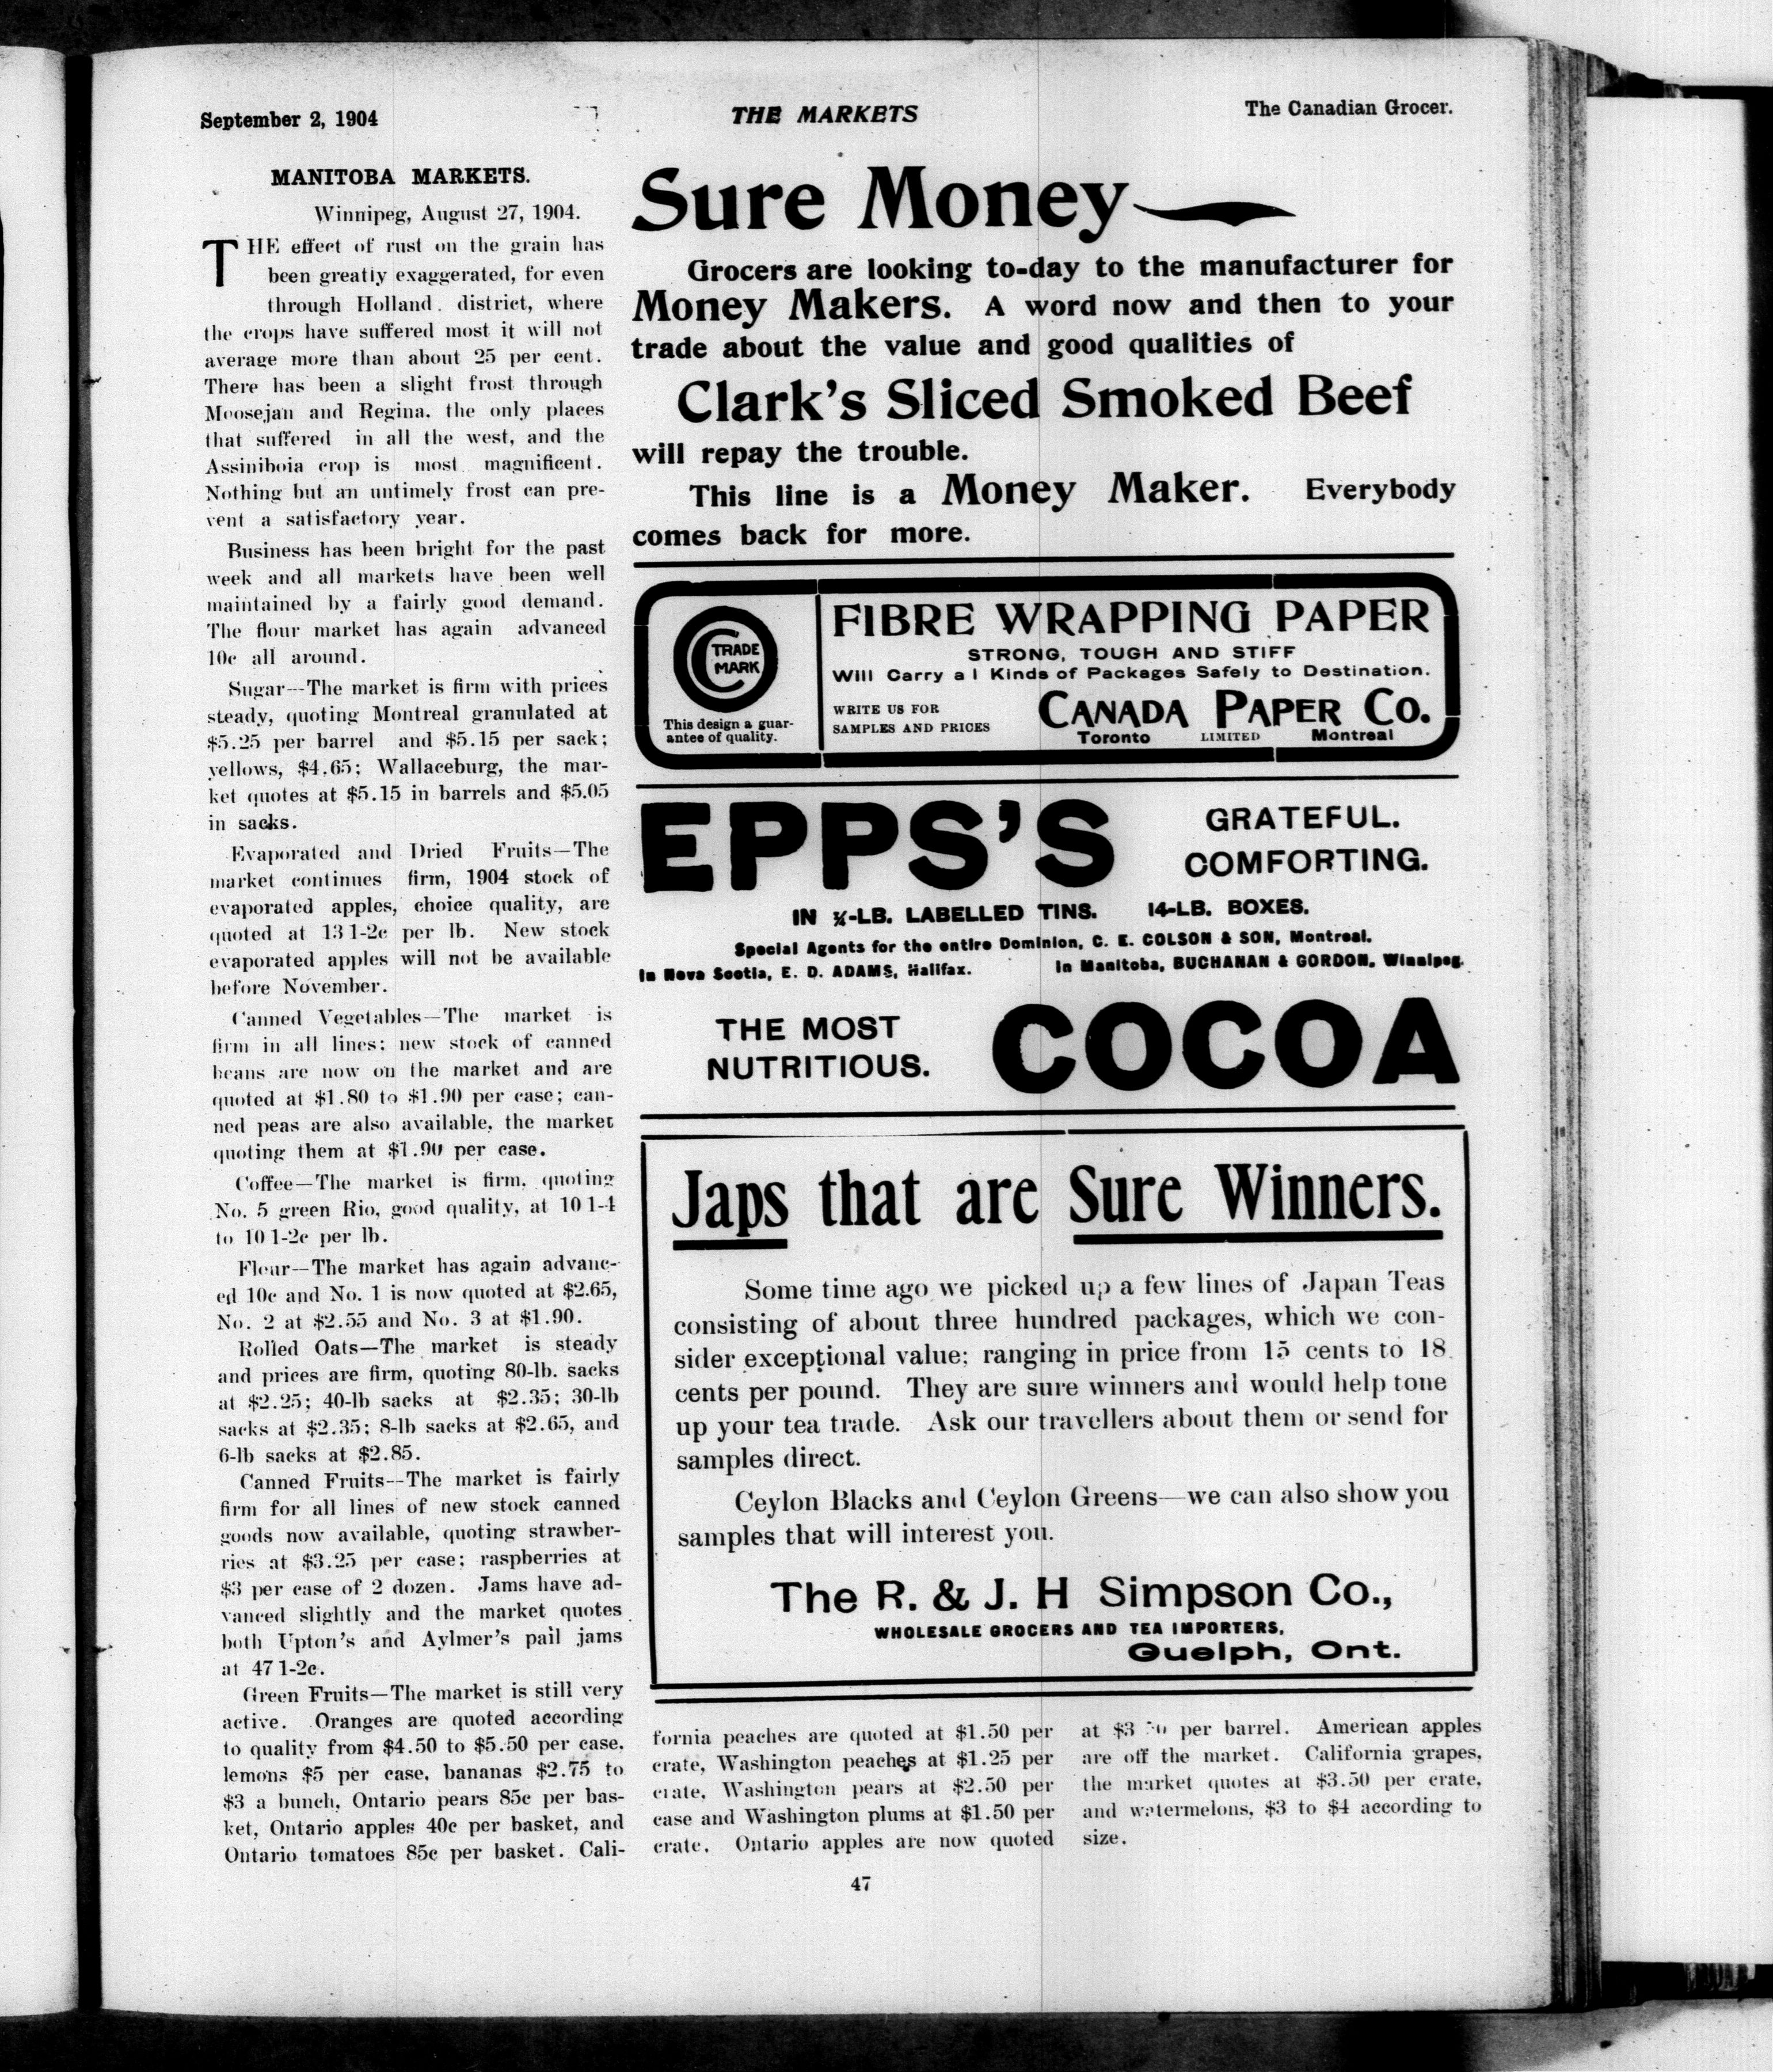 September 2, 1904
THE MARKETS
The Canadian Grocer.
MANITOBA MARKETS.
Winnipeg, August 27, 1904.
THE effect of rust on the grain has
been greatly exaggerated, for even
through Holland district, where
the crops have suffered most it will not
average more than about 25 per cent.
There has been a slight frost through
Moosejan and Regina. the only places
that suffered in all the west, and the
Assiniboia crop is most magnificent.
Nothing but an untimely frost can pre-
vent a satisfactory year.
Business has been bright for the past
week and all markets have been well
maintained by a fairly good demand.
The flour market has again advanced
10c all around.
Sugar--The market is firm with prices
steady, quoting Montreal granulated at
$5.25 per barrel and $5.15 per sack;
yellows, $4.65; Wallaceburg, the mar-
ket quotes at $5.15 in barrels and $5.05
in sacks.
Evaporated and Dried Fruits—The
market continues firm, 1904 stock of
evaporated apples, choice quality, are
quoted at 13 1-2c per lb. New stock
evaporated apples will not be available
before November.
Canned Vegetables—The market is
firm in all lines; new stock of canned
beans are now on the market and are
quoted at $1.80 to $1.90 per case; can-
ned peas are also available, the market
quoting them at $1.90 per case.
Coffee—The market is firm, quoting
No. 5 green Rio, good quality, at 10 1-4
to 10 1-2c per lb.
Flour--The market has again advanc-
ed 10c and No. 1 is now quoted at $2.65,
No. 2 at $2.55 and No. 3 at $1.90.
Rolled Oats—The market is steady
and prices are firm, quoting 80-lb. sacks
at $2.25; 40-lb sacks at $2.35; 30-lb
sacks at $2.35; 8-lb sacks at $2.65, and
6-lb sacks at $2.85.
Canned Fruits--The market is fairly
firm for all lines of new stock canned
goods now available, quoting strawber-
ries at $3.25 per case; raspberries at
$3 per case of 2 dozen. Jams have ad-
vanced slightly and the market quotes
both Upton's and Aylmer's pail jams
at 47 1-2c.
Green Fruits—The market is still very
active. Oranges are quoted according
to quality from $4.50 to $5.50 per case,
lemons $5 per case, bananas $2.75 to
$3 a bunch, Ontario pears 85c per bas-
ket, Ontario apples 40c per basket, and
Ontario tomatoes 85c per basket. Cali-
fornia peaches are quoted at $1.50 per
crate, Washington peaches at $1.25 per
crate, Washington pears at $2.50 per
case and Washington plums at $1.50 per
crate. Ontario apples are now quoted
at per barrel. American apples
are off the market. California grapes,
the market quotes at $3.50 per crate,
and watermelons, $3 to $4 according to
size.
Sure Money
Grocers are looking to-day to the manufacturer for
Money Makers. A word now and then to your
trade about the value and good qualities of
Clark's Sliced Smoked Beef
will repay the trouble.
This line is a Money Maker. Everybody
comes back for more.
TRADE
MARK
This design a guar-
antee of quality.
FIBRE WRAPPING PAPER
STRONG, TOUGH AND STIFF
Will Carry a l Kinds of Packages Safely to Destination.
WRITE US FOR
SAMPLES AND PRICES
CANADA PAPER CO.
Toronto LIMITED Montreal
EPPS'S
GRATEFUL.
COMFORTING.
IN ¼-LB. LABELLED TINS. 14-LB. BOXES.
Special Agents for the entire Dominion, C. E. COLSON & SON, Montreal.
In Nova Scotia, E. D. ADAMS, Halifax. In Manitoba, BUCHANAN & GORDON, Winnipeg.
THE MOST
NUTRITIOUS.
COCOA
Japs that are Sure Winners.
Some time ago we picked up a few lines of Japan Teas
consisting of about three hundred packages, which we con-
sider exceptional value; ranging in price from 15 cents to 18
cents per pound. They are sure winners and would help tone
up your tea trade. Ask our travellers about them or send for
samples direct.
Ceylon Blacks and Ceylon Greens—we can also show you
samples that will interest you.
The R. & J. H Simpson Co.,
WHOLESALE GROCERS AND TEA IMPORTERS,
Guelph, Ont.
47